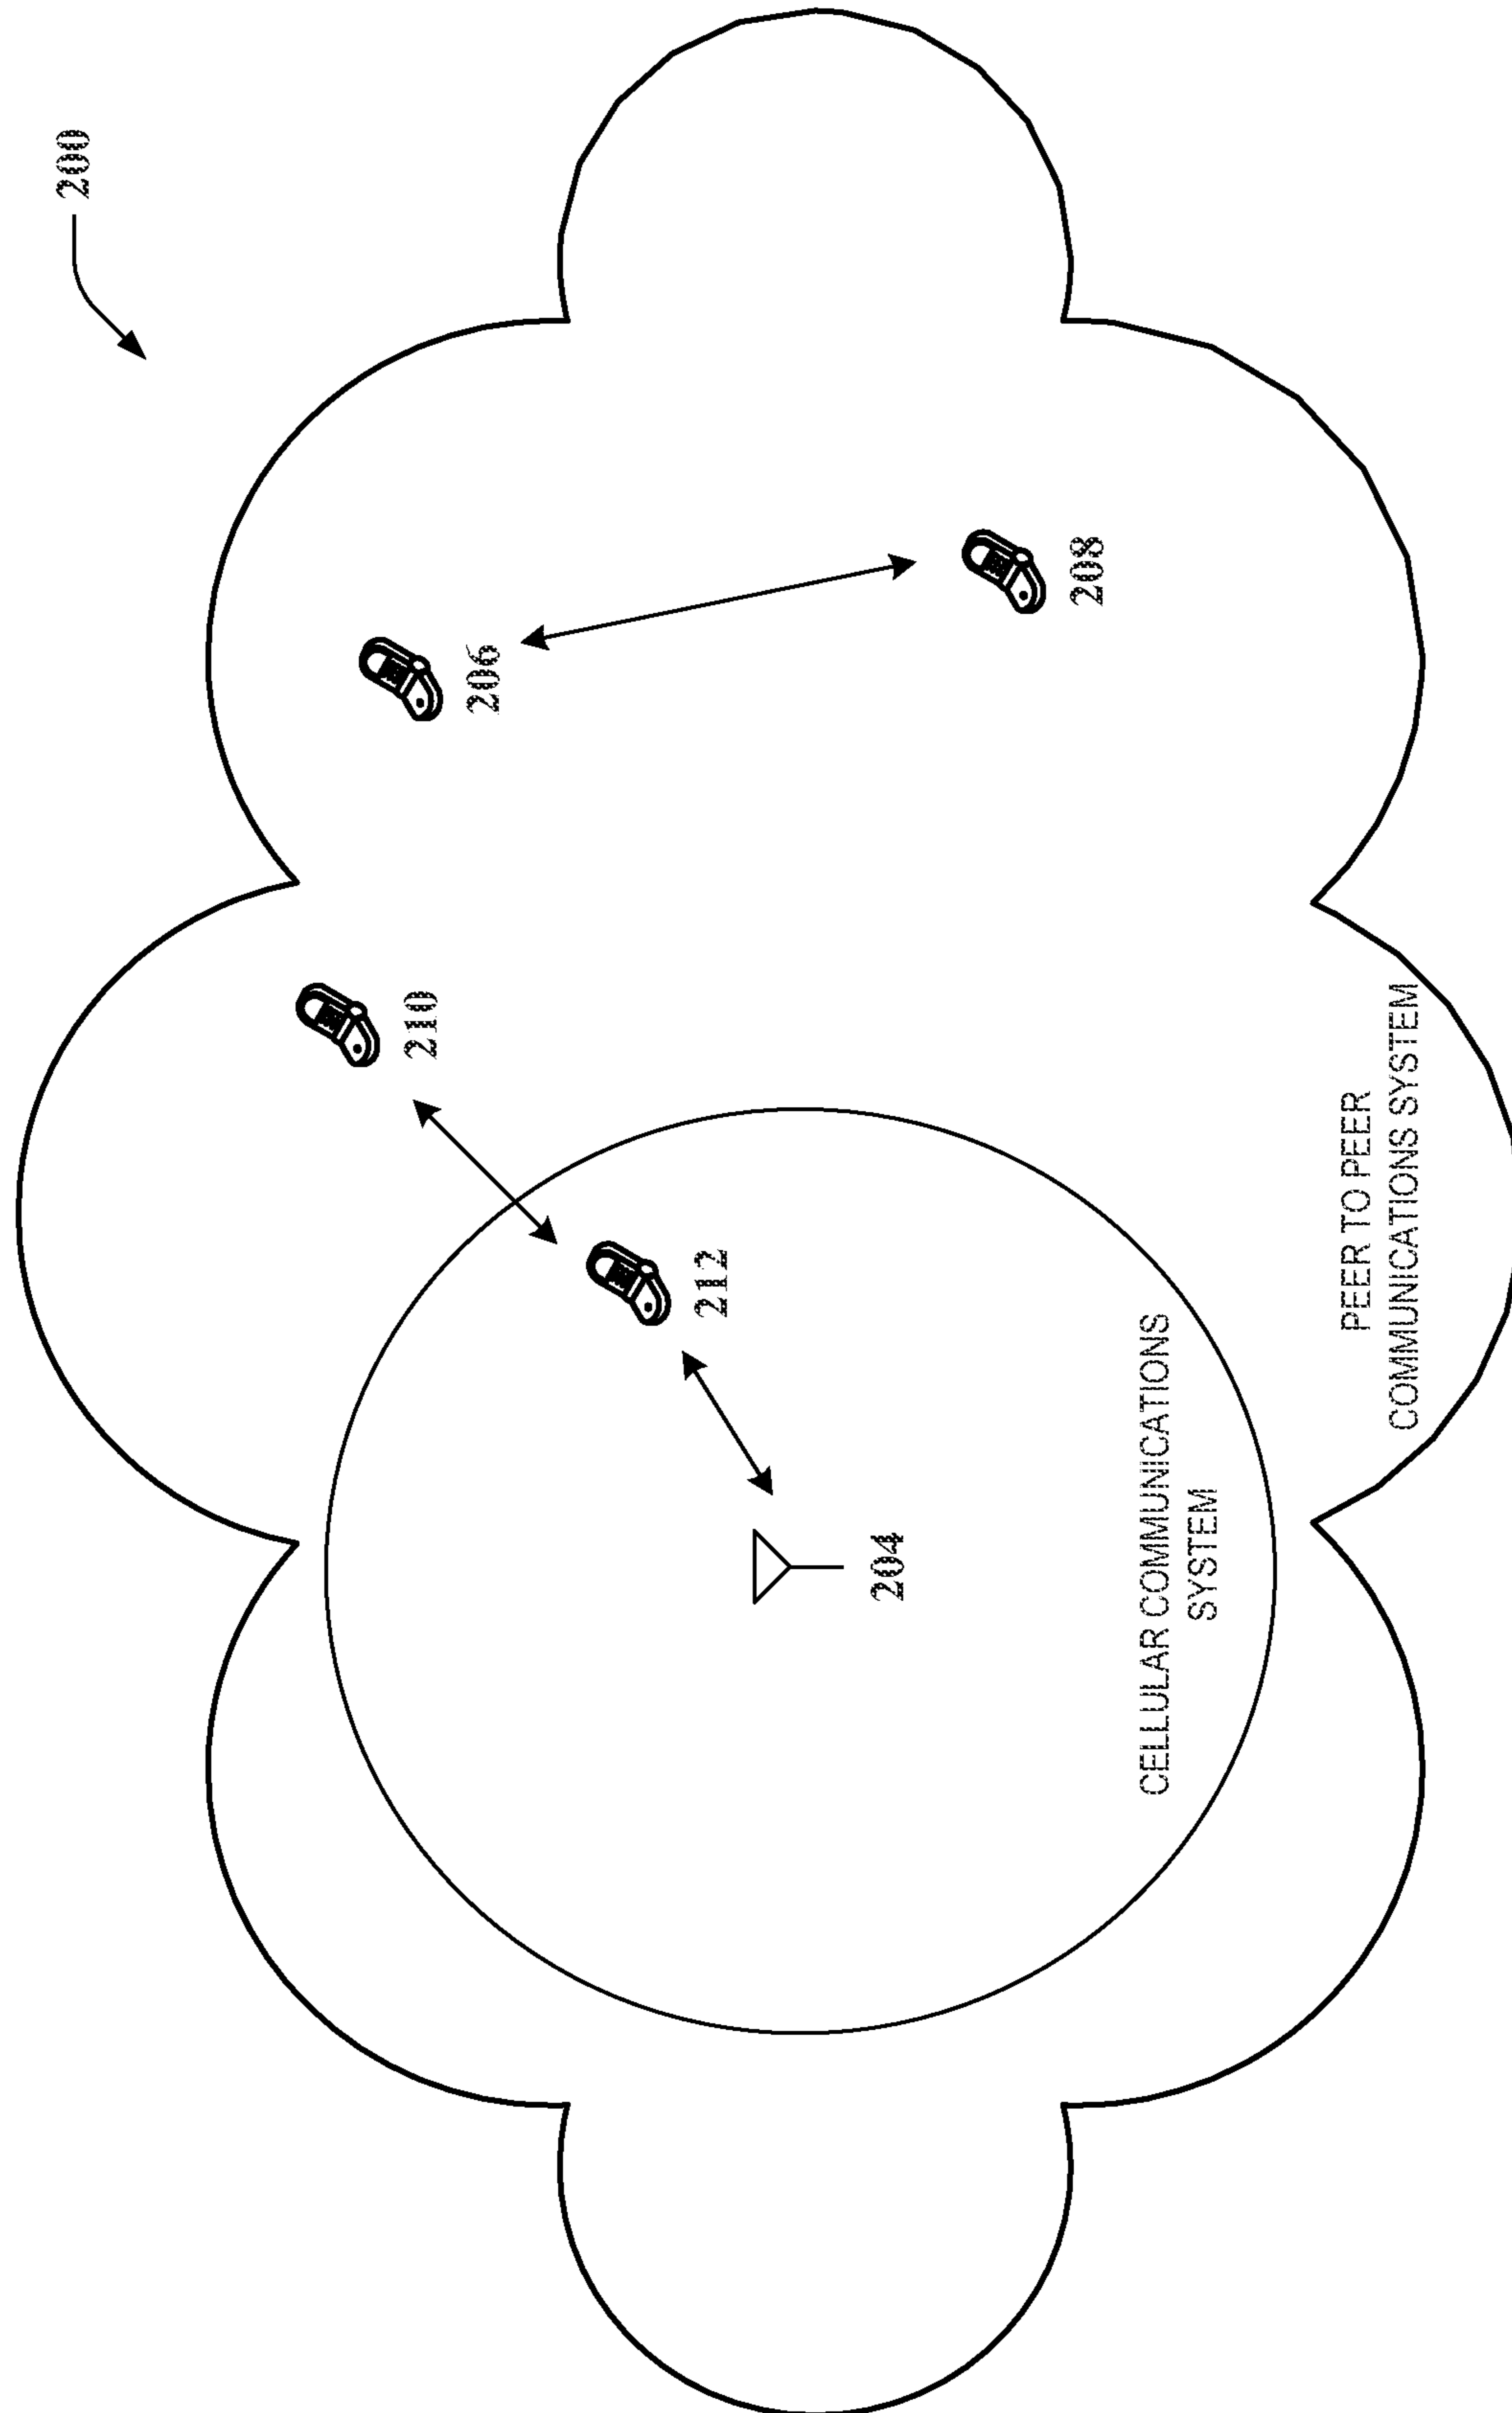 200
206
208
210
212
204
CELLULAR COMMUNICATIONS
SYSTEM
PEER TO PEER
COMMUNICATIONS SYSTEM